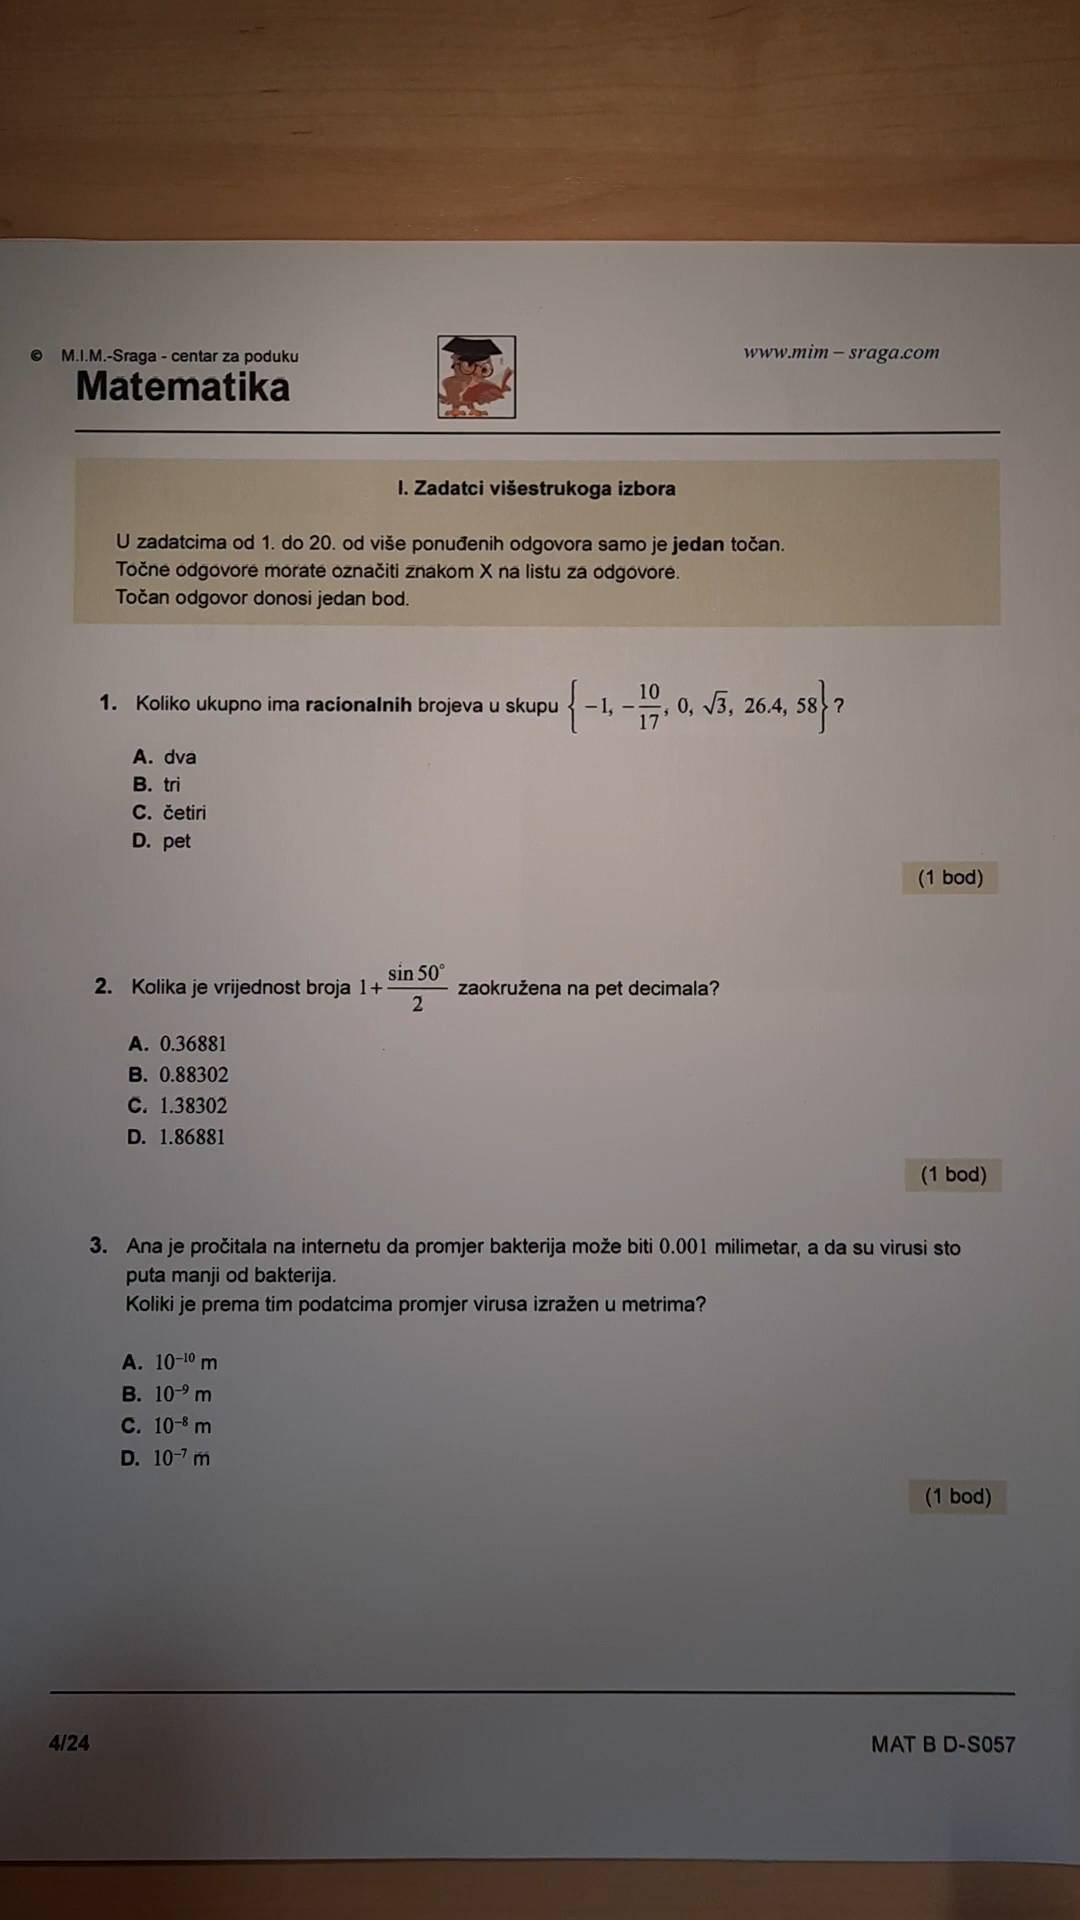 © M.I.M.-Sraga - centar za poduku
www.mim – sraga.com
Matematika
I. Zadatci višestrukoga izbora
U zadatcima od 1. do 20. od više ponuđenih odgovora samo je jedan točan.
Točne odgovore morate označiti znakom X na listu za odgovore.
Točan odgovor donosi jedan bod.
1. Koliko ukupno ima racionalnih brojeva u skupu {−1, −10/17, 0, √3, 26.4, 58}?
A. dva
B. tri
C. četiri
D. pet
(1 bod)
2. Kolika je vrijednost broja 1+ sin 50°/2 zaokružena na pet decimala?
A. 0.36881
B. 0.88302
C. 1.38302
D. 1.86881
(1 bod)
3. Ana je pročitala na internetu da promjer bakterija može biti 0.001 milimetar, a da su virusi sto
puta manji od bakterija.
Koliki je prema tim podatcima promjer virusa izražen u metrima?
A. 10⁻¹⁰ m
B. 10⁻⁹ m
C. 10⁻⁸ m
D. 10⁻⁷ m
(1 bod)
4/24
MAT B D-S057